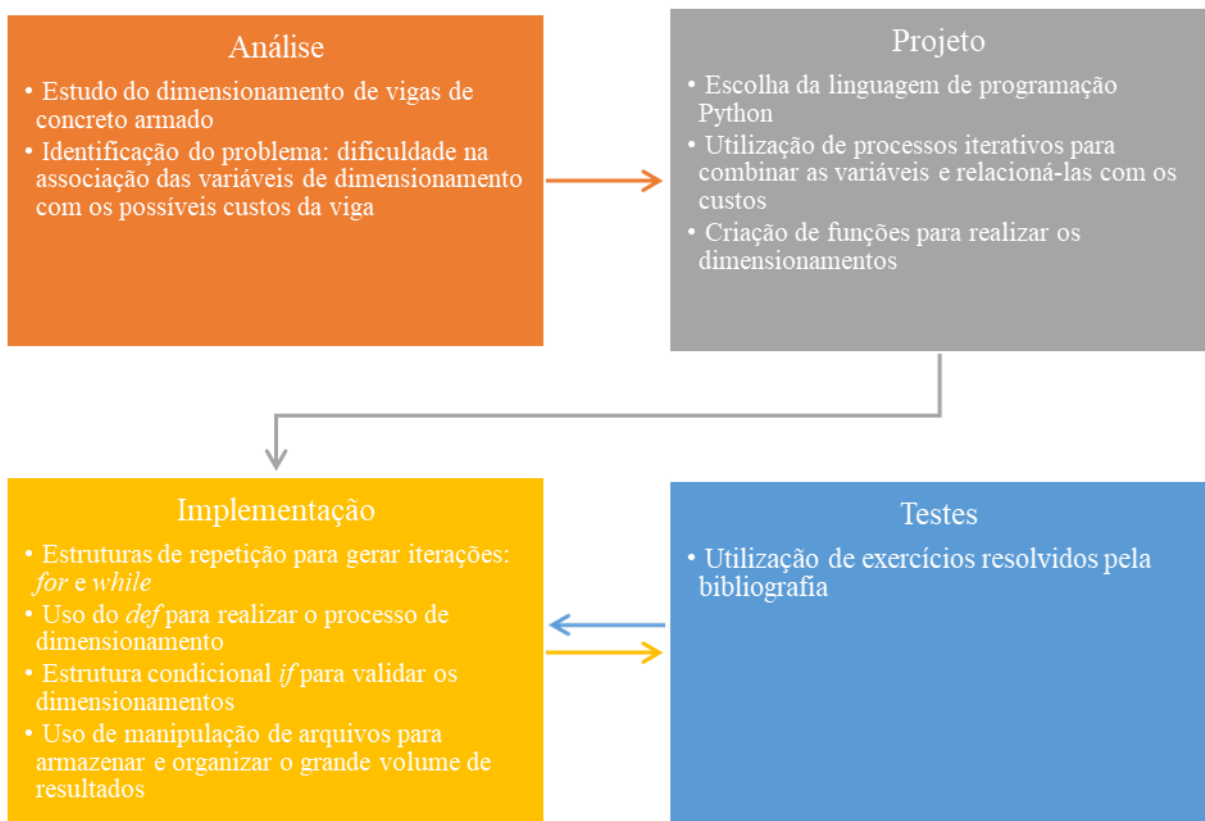 Análise
• Estudo do dimensionamento de vigas de
concreto armado
• Identificação do problema: dificuldade na
associação das variáveis de dimensionamento
com os possíveis custos da viga
Projeto
• Escolha da linguagem de programação
Python
• Utilização de processos iterativos para
combinar as variáveis e relacioná-las com os
custos
• Criação de funções para realizar os
dimensionamentos
Implementação
• Estruturas de repetição para gerar iterações:
for e while
• Uso do def para realizar o processo de
dimensionamento
• Estrutura condicional if para validar os
dimensionamentos
• Uso de manipulação de arquivos para
armazenar e organizar o grande volume de
resultados
Testes
• Utilização de exercícios resolvidos pela
bibliografia